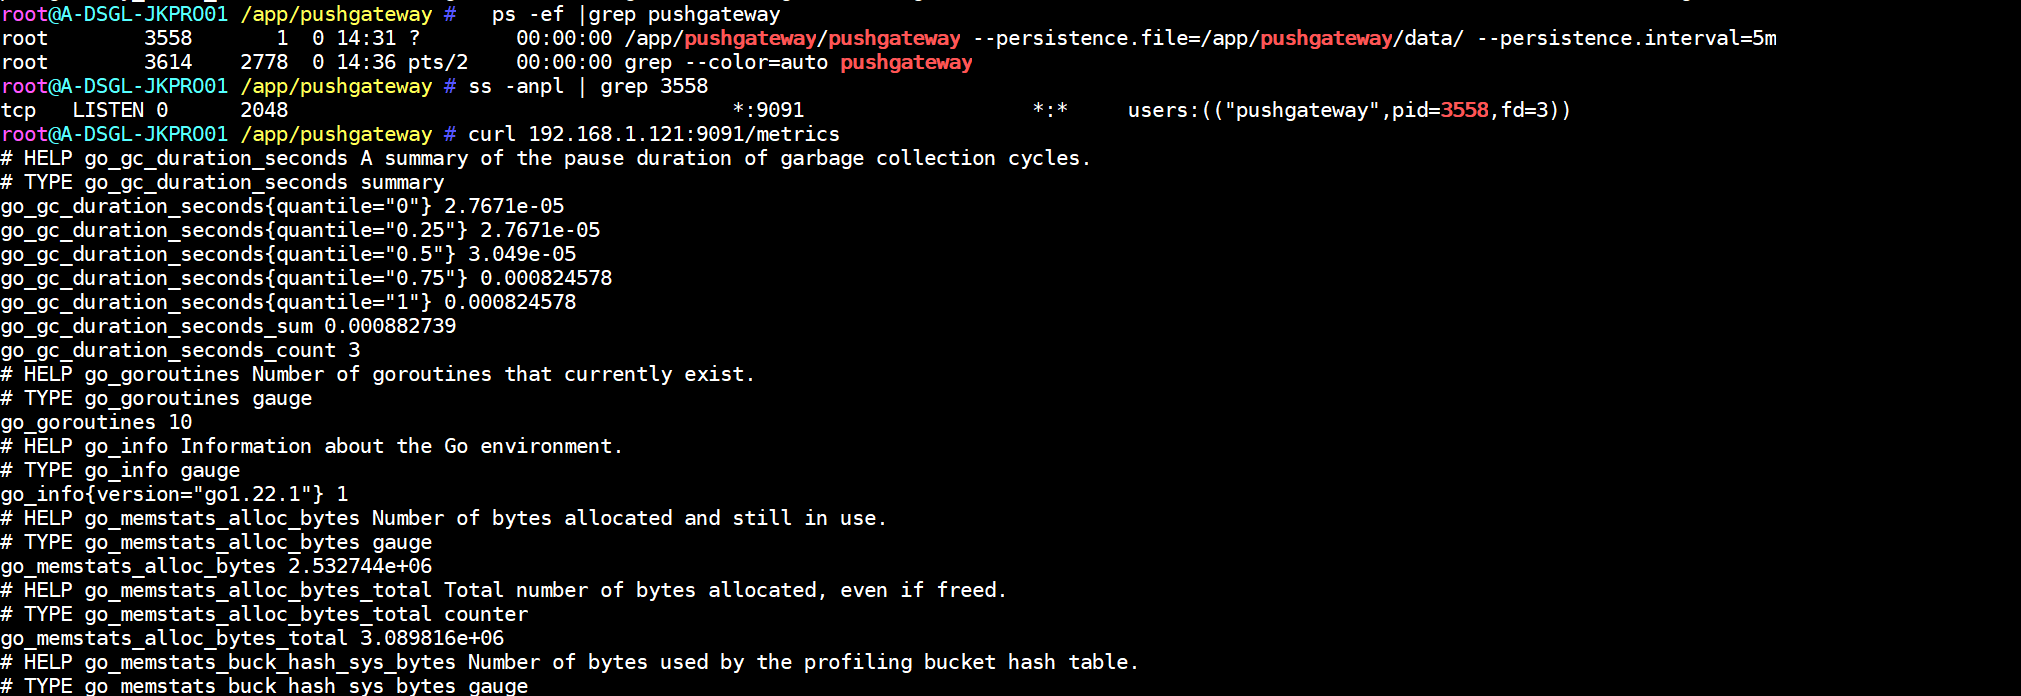 root@A-DSGL-JKPRO01 /app/pushgateway #   ps -ef |grep pushgateway
root        3558       1  0 14:31 ?        00:00:00 /app/pushgateway/pushgateway --persistence.file=/app/pushgateway/data/ --persistence.interval=5m
root        3614    2778  0 14:36 pts/2    00:00:00 grep --color=auto pushgateway
root@A-DSGL-JKPRO01 /app/pushgateway # ss -anpl | grep 3558
tcp   LISTEN 0      2048                                     *:9091                   *:*     users:(("pushgateway",pid=3558,fd=3))
root@A-DSGL-JKPRO01 /app/pushgateway # curl 192.168.1.121:9091/metrics
# HELP go_gc_duration_seconds A summary of the pause duration of garbage collection cycles.
# TYPE go_gc_duration_seconds summary
go_gc_duration_seconds{quantile="0"} 2.7671e-05
go_gc_duration_seconds{quantile="0.25"} 2.7671e-05
go_gc_duration_seconds{quantile="0.5"} 3.049e-05
go_gc_duration_seconds{quantile="0.75"} 0.000824578
go_gc_duration_seconds{quantile="1"} 0.000824578
go_gc_duration_seconds_sum 0.000882739
go_gc_duration_seconds_count 3
# HELP go_goroutines Number of goroutines that currently exist.
# TYPE go_goroutines gauge
go_goroutines 10
# HELP go_info Information about the Go environment.
# TYPE go_info gauge
go_info{version="go1.22.1"} 1
# HELP go_memstats_alloc_bytes Number of bytes allocated and still in use.
# TYPE go_memstats_alloc_bytes gauge
go_memstats_alloc_bytes 2.532744e+06
# HELP go_memstats_alloc_bytes_total Total number of bytes allocated, even if freed.
# TYPE go_memstats_alloc_bytes_total counter
go_memstats_alloc_bytes_total 3.089816e+06
# HELP go_memstats_buck_hash_sys_bytes Number of bytes used by the profiling bucket hash table.
# TYPE go_memstats_buck_hash_sys_bytes gauge